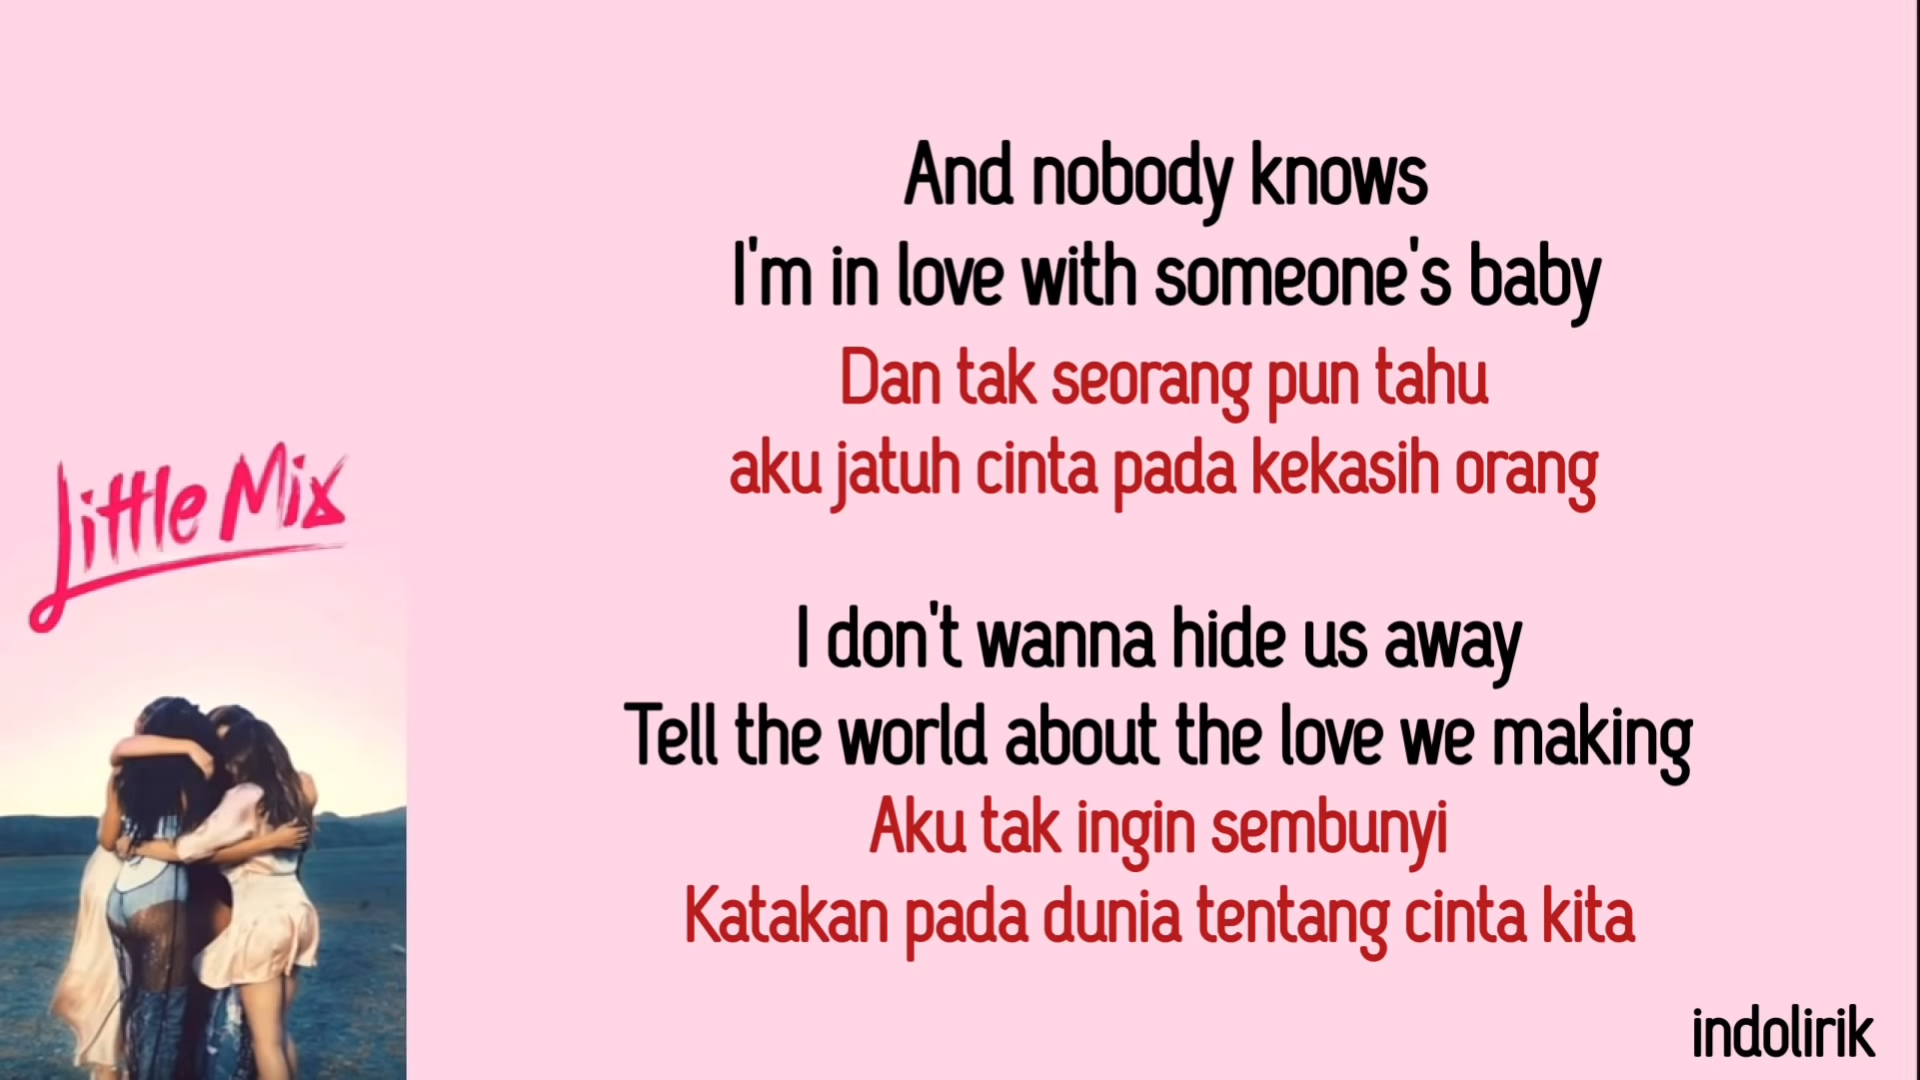 And nobody knows
I'm in love with someone's baby
Dan tak seorang pun tahu
aku jatuh cinta pada kekasih orang
Little Mix
I don't wanna hide us away
Tell the world about the love we making
Aku tak ingin sembunyi
Katakan pada dunia tentang cinta kita
indolirik